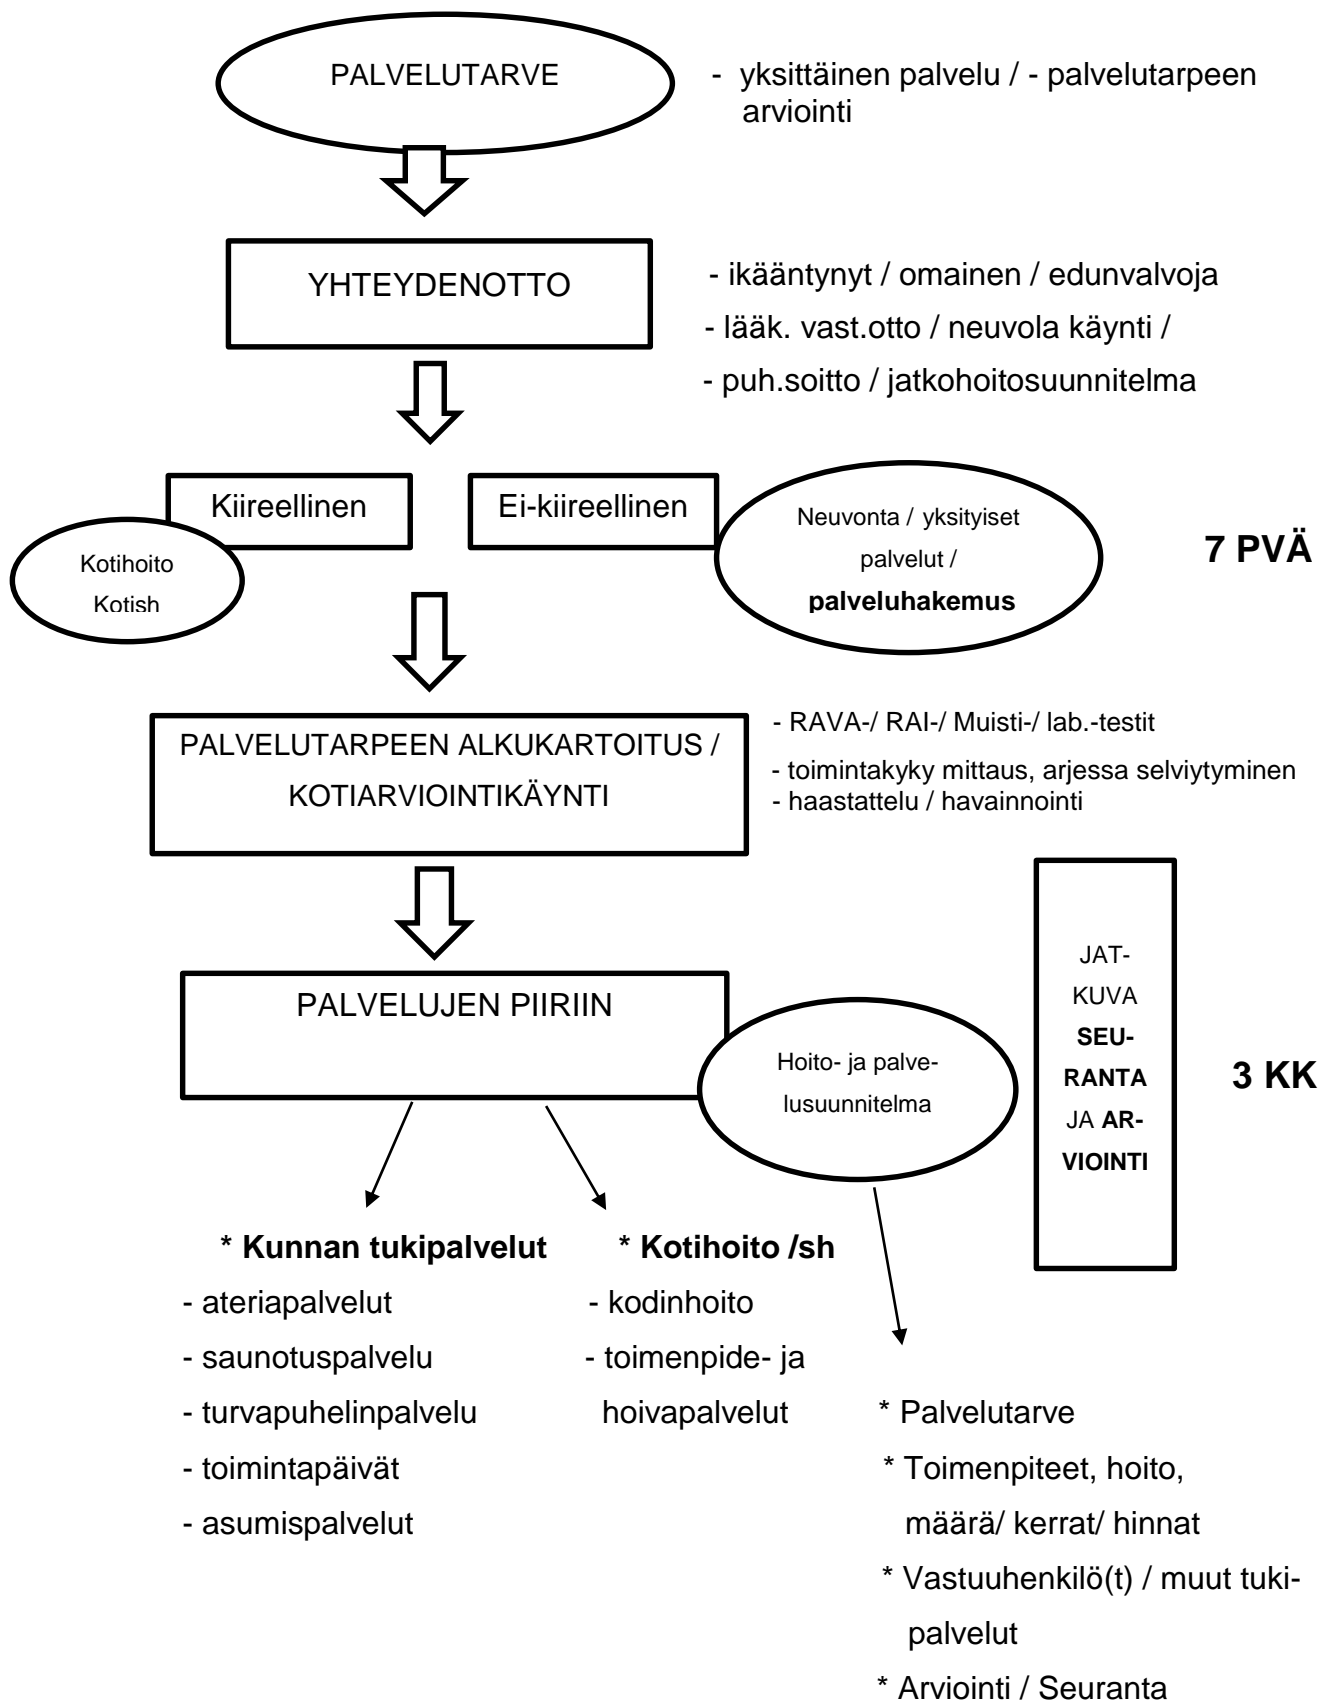 PALVELUTARVE
- yksittäinen palvelu / - palvelutarpeen
arviointi
YHTEYDENOTTO
- ikääntynyt / omainen / edunvalvoja
- lääk. vast.otto / neuvola käynti /
- puh.soitto / jatkohoitosuunnitelma
Kiireellinen
Ei-kiireellinen
Kotihoito
Kotish
Neuvonta / yksityiset
palvelut /
palveluhakemus
7 PVÄ
PALVELUTARPEEN ALKUKARTOITUS /
KOTIARVIOINTIKÄYNTI
- RAVA-/ RAI-/ Muisti-/ lab.-testit
- toimintakyky mittaus, arjessa selviytyminen
- haastattelu / havainnointi
PALVELUJEN PIIRIIN
Hoito- ja palve-
lusuunnitelma
JAT-
KUVA
SEU-
RANTA
JA AR-
VIOINTI
3 KK
* Kunnan tukipalvelut
- ateriapalvelut
- saunotuspalvelu
- turvapuhelinpalvelu
- toimintapäivät
- asumispalvelut
* Kotihoito /sh
- kodinhoito
- toimenpide- ja
hoivapalvelut
* Palvelutarve
* Toimenpiteet, hoito,
määrä/ kerrat/ hinnat
* Vastuuhenkilö(t) / muut tuki-
palvelut
* Arviointi / Seuranta